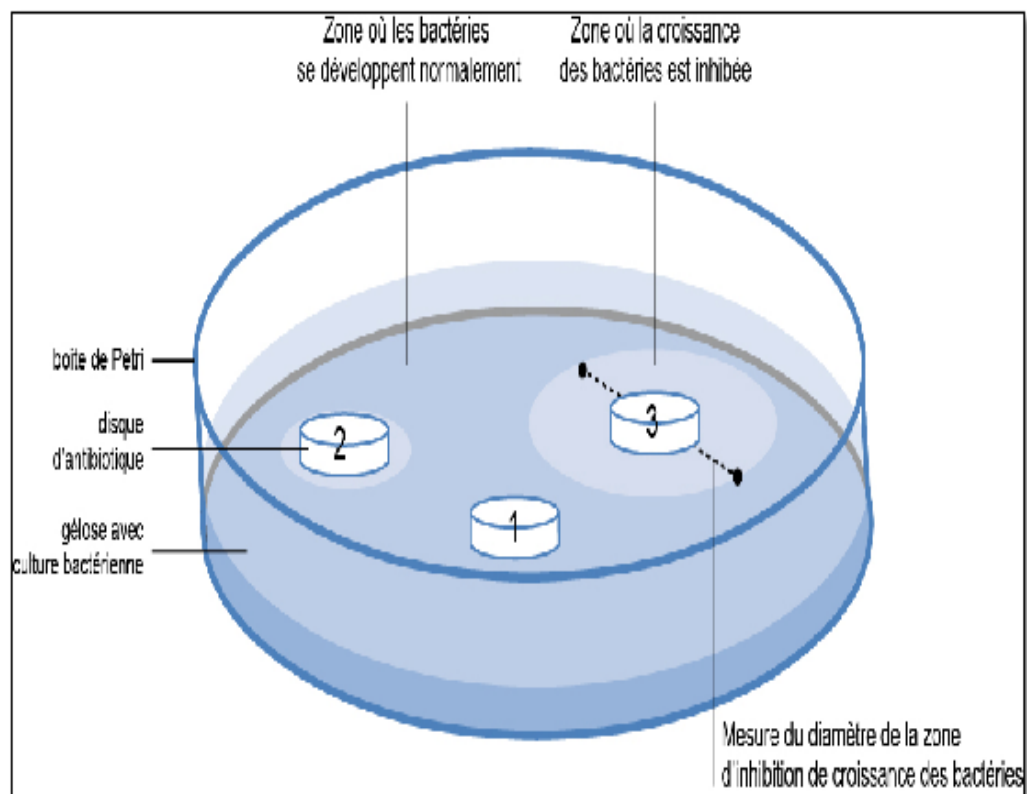 Zone où les bactéries
se développent normalement
Zone où la croissance
des bactéries est inhibée
boîte de Petri
disque
d'antibiotique
gélose avec
culture bactérienne
2
3
1
Mesure du diamètre de la zone
d'inhibition de croissance des bactéries